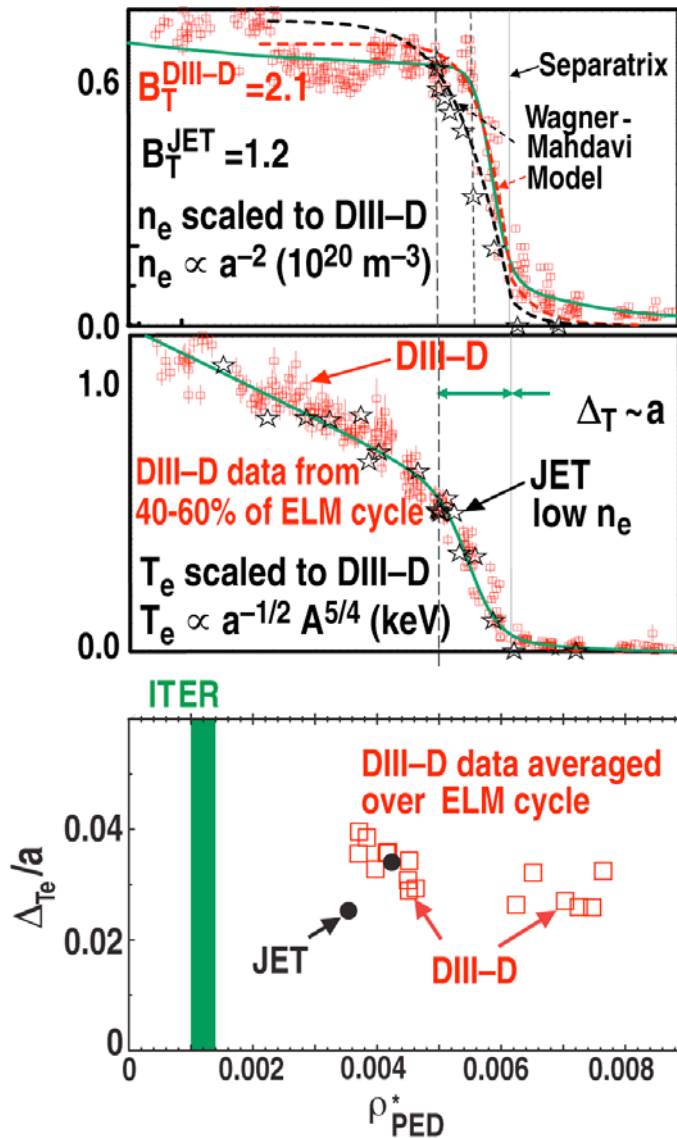 0.6
B_T^DIII–D =2.1
Separatrix
Wagner-
Mahdavi
Model
B_T^JET =1.2
n_e scaled to DIII–D
n_e ∝ a^–2 (10^20 m^–3)
0.0
1.0
DIII–D
Δ_T ~a
DIII–D data from
40-60% of ELM cycle
JET
low n_e
T_e scaled to DIII–D
T_e ∝ a^–1/2 A^5/4 (keV)
0.0
ITER
DIII–D data averaged
over ELM cycle
0.04
Δ_Te/a
0.02
JET
DIII–D
0
0 0.002 0.004 0.006 0.008
ρ*_PED